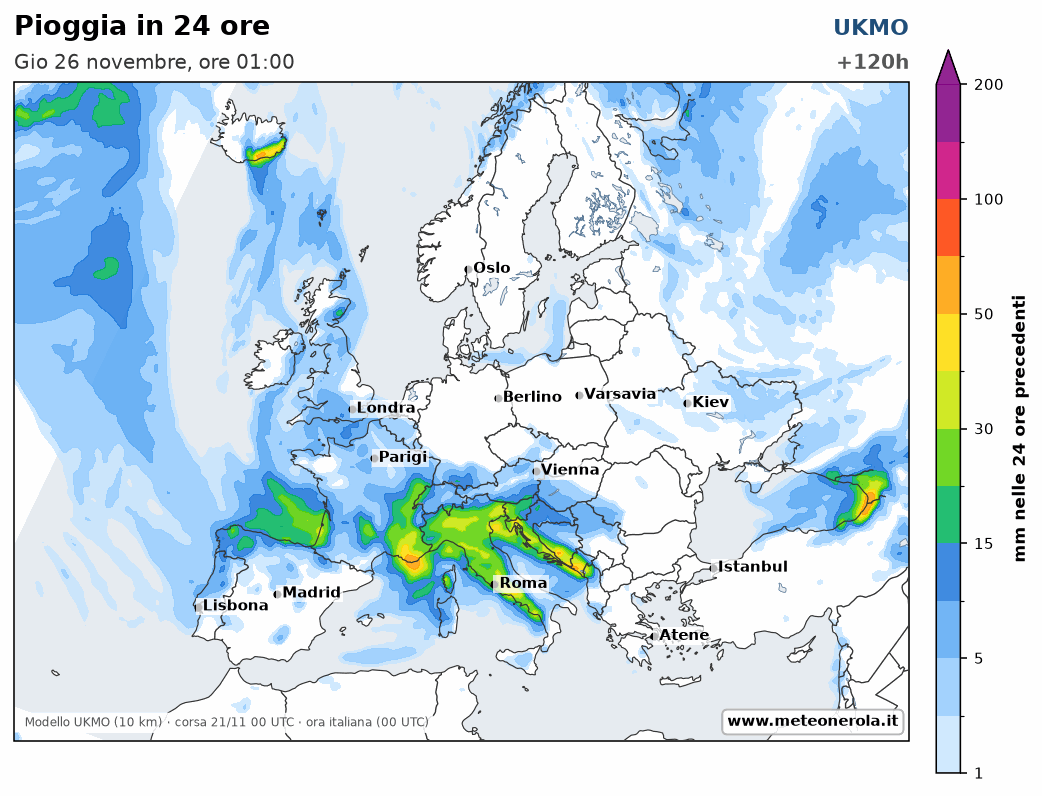 Pioggia in 24 ore
UKMO
Gio 26 novembre, ore 01:00
+120h
200
100
50
30
15
5
1
mm nelle 24 ore precedenti
Oslo
Berlino
Varsavia
Kiev
Londra
Parigi
Vienna
Istanbul
Roma
Madrid
Lisbona
Atene
Modello UKMO (10 km) · corsa 21/11 00 UTC · ora italiana (00 UTC)
www.meteonerola.it